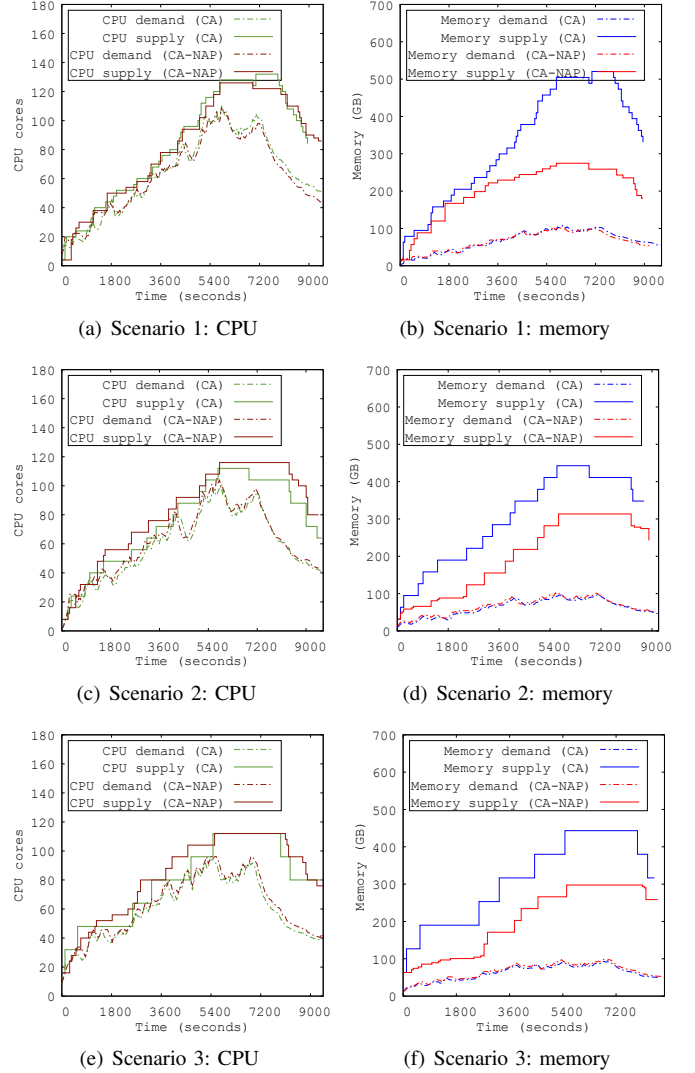 CPU demand (CA)
CPU supply (CA)
CPU demand (CA-NAP)
CPU supply (CA-NAP)
CPU cores
180
160
140
120
100
80
60
40
20
0
0 1800 3600 5400 7200 9000
Time (seconds)
(a) Scenario 1: CPU
Memory demand (CA)
Memory supply (CA)
Memory demand (CA-NAP)
Memory supply (CA-NAP)
Memory (GB)
700
600
500
400
300
200
100
0
0 1800 3600 5400 7200 9000
Time (seconds)
(b) Scenario 1: memory
CPU demand (CA)
CPU supply (CA)
CPU demand (CA-NAP)
CPU supply (CA-NAP)
CPU cores
180
160
140
120
100
80
60
40
20
0
0 1800 3600 5400 7200 9000
Time (seconds)
(c) Scenario 2: CPU
Memory demand (CA)
Memory supply (CA)
Memory demand (CA-NAP)
Memory supply (CA-NAP)
Memory (GB)
700
600
500
400
300
200
100
0
0 1800 3600 5400 7200 9000
Time (seconds)
(d) Scenario 2: memory
CPU demand (CA)
CPU supply (CA)
CPU demand (CA-NAP)
CPU supply (CA-NAP)
CPU cores
180
160
140
120
100
80
60
40
20
0
0 1800 3600 5400 7200 9000
Time (seconds)
(e) Scenario 3: CPU
Memory demand (CA)
Memory supply (CA)
Memory demand (CA-NAP)
Memory supply (CA-NAP)
Memory (GB)
700
600
500
400
300
200
100
0
0 1800 3600 5400 7200
Time (seconds)
(f) Scenario 3: memory